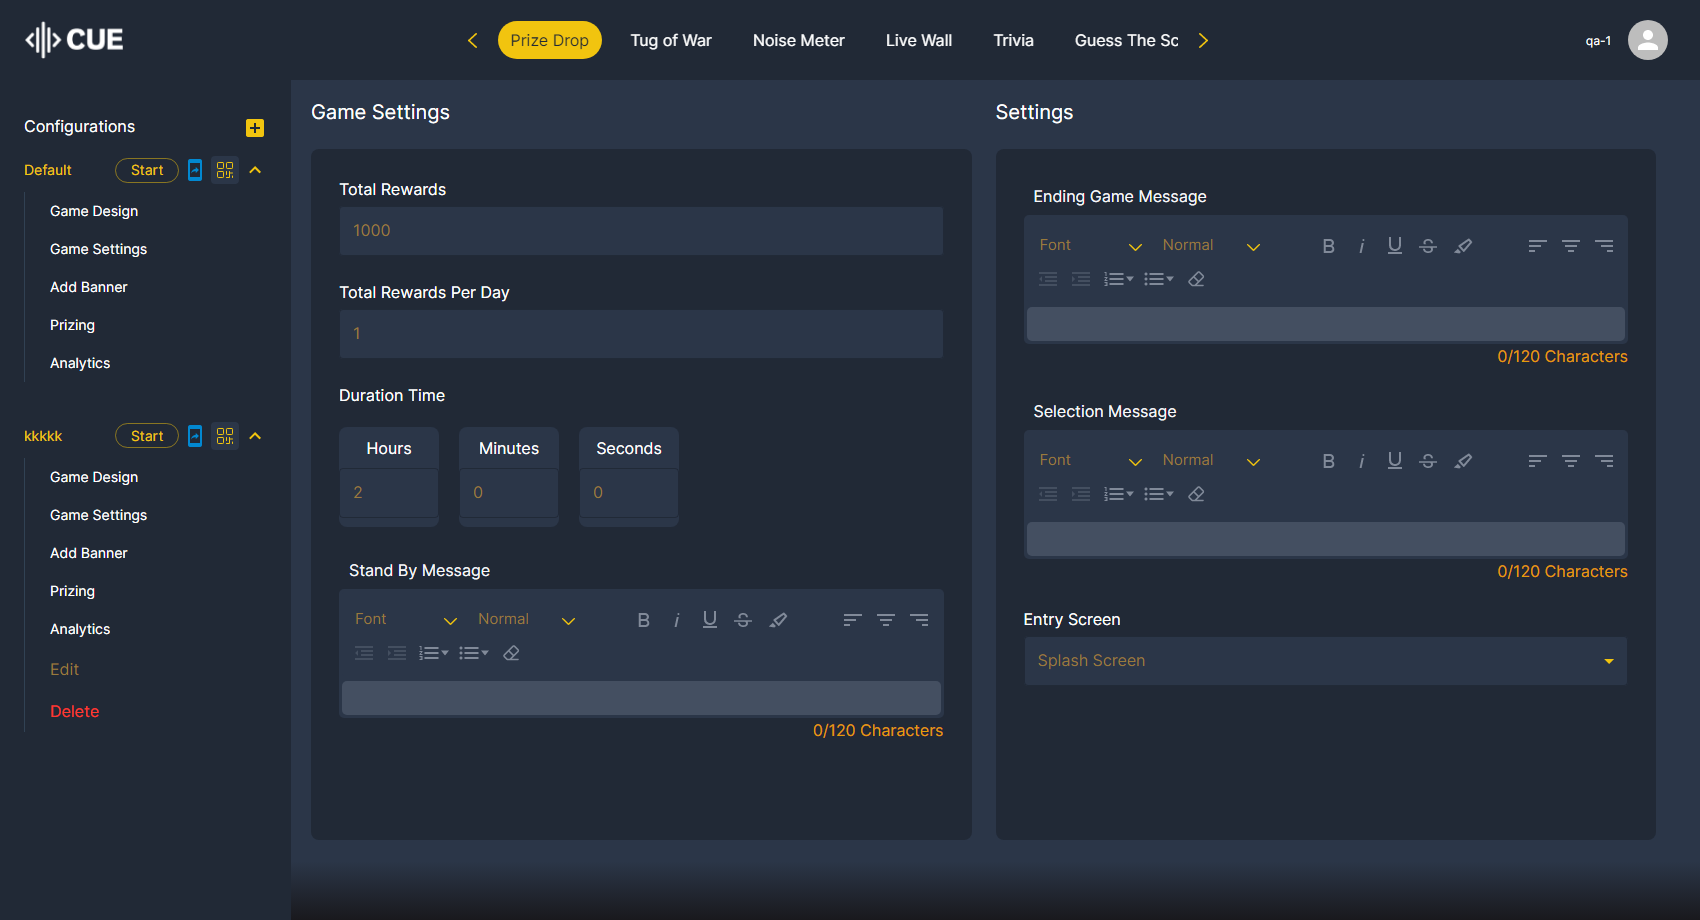 CUE
Prize Drop
Tug of War
Noise Meter
Live Wall
Trivia
Guess The Sc
qa-1
Configurations
Default
Start
Game Design
Game Settings
Add Banner
Prizing
Analytics
kkkkk
Start
Game Design
Game Settings
Add Banner
Prizing
Analytics
Edit
Delete
Game Settings
Total Rewards
1000
Total Rewards Per Day
1
Duration Time
Hours
Minutes
Seconds
2
0
0
Stand By Message
Font
Normal
B
i
U
S
0/120 Characters
Settings
Ending Game Message
Font
Normal
B
i
U
S
0/120 Characters
Selection Message
Font
Normal
B
i
U
S
0/120 Characters
Entry Screen
Splash Screen